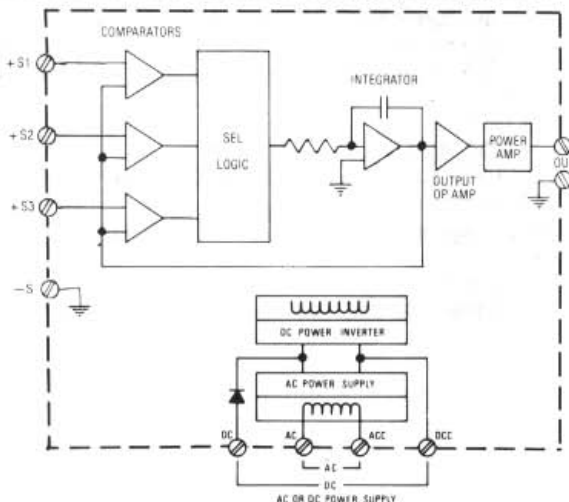 COMPARATORS
+S1
INTEGRATOR
+S2
SEL
LOGIC
POWER
AMP
OUTPUT
OP AMP
+S3
−S
DC POWER INVERTER
AC POWER SUPPLY
DC
AC
ACC
DCC
AC
DC
AC OR DC POWER SUPPLY